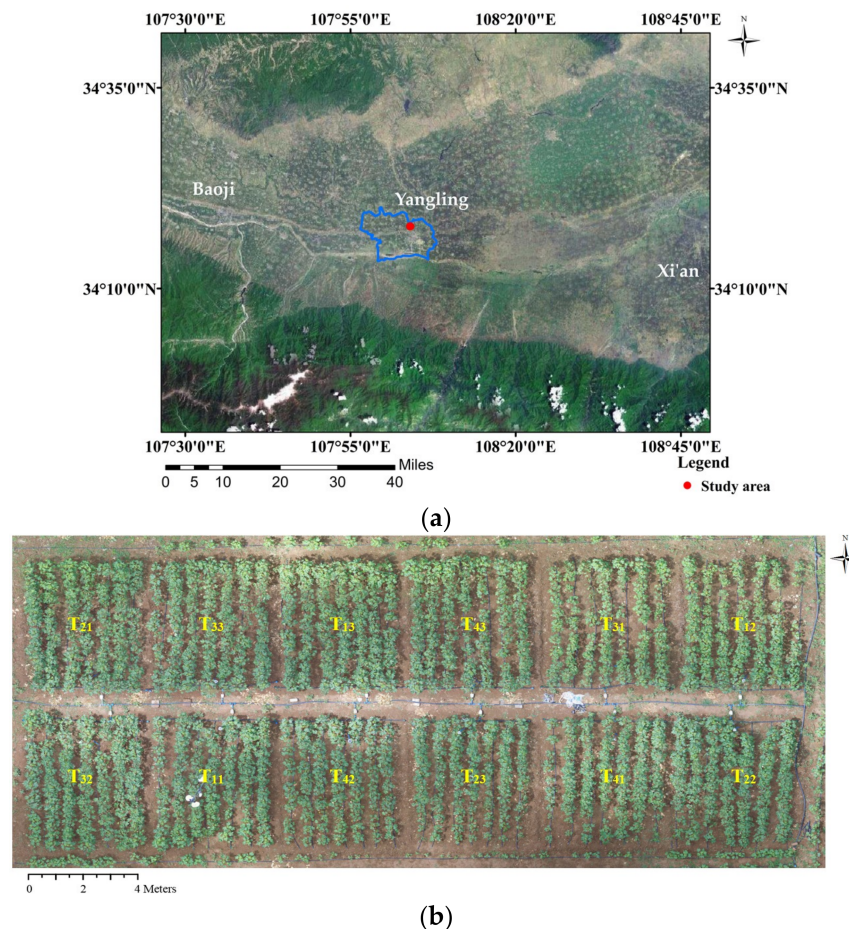 107°30'0"E 107°55'0"E 108°20'0"E 108°45'0"E
N
34°35'0"N 34°35'0"N
Baoji
Yangling
Xi'an
34°10'0"N 34°10'0"N
107°30'0"E 107°55'0"E 108°20'0"E 108°45'0"E
Legend
Miles
0 5 10 20 30 40
Study area
(a)
N
T21 T33 T13 T43 T31 T12
T32 T11 T42 T23 T41 T22
0 2 4 Meters
(b)